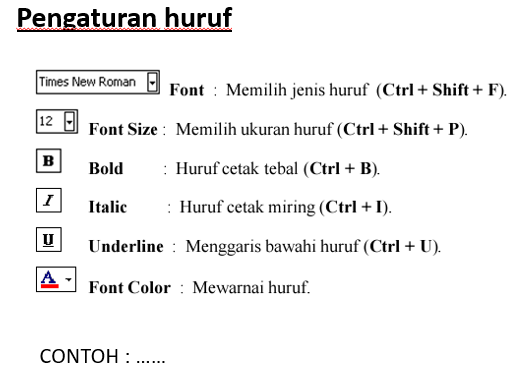 Pengaturan huruf
Times New Roman Font : Memilih jenis huruf (Ctrl + Shift + F).
12 Font Size : Memilih ukuran huruf (Ctrl + Shift + P).
B Bold : Huruf cetak tebal (Ctrl + B).
I Italic : Huruf cetak miring (Ctrl + I).
U Underline : Menggaris bawahi huruf (Ctrl + U).
A Font Color : Mewarnai huruf.
CONTOH : ......